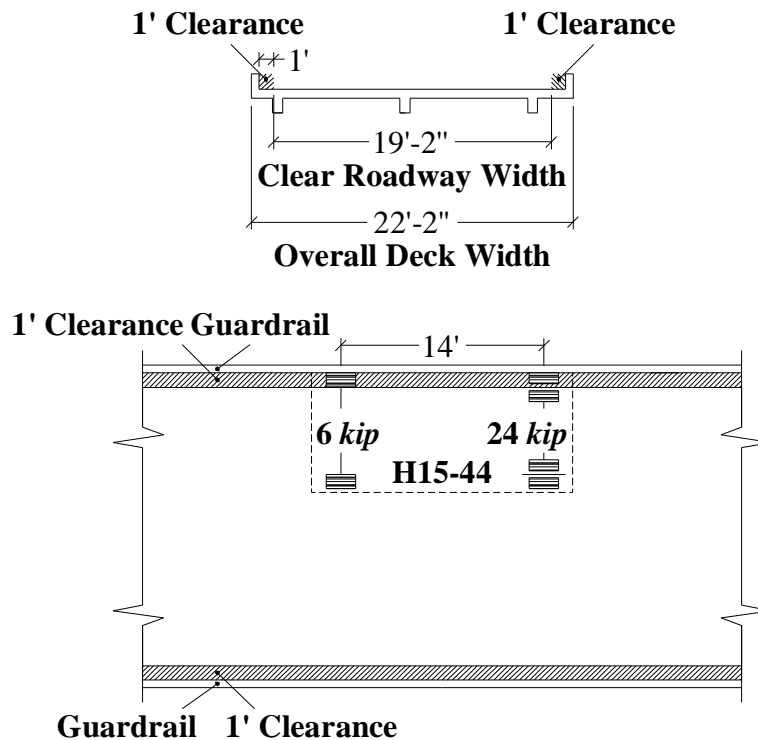 1' Clearance 1' Clearance
1'
19'-2"
Clear Roadway Width
22'-2"
Overall Deck Width
1' Clearance Guardrail
14'
6 kip 24 kip
H15-44
Guardrail 1' Clearance